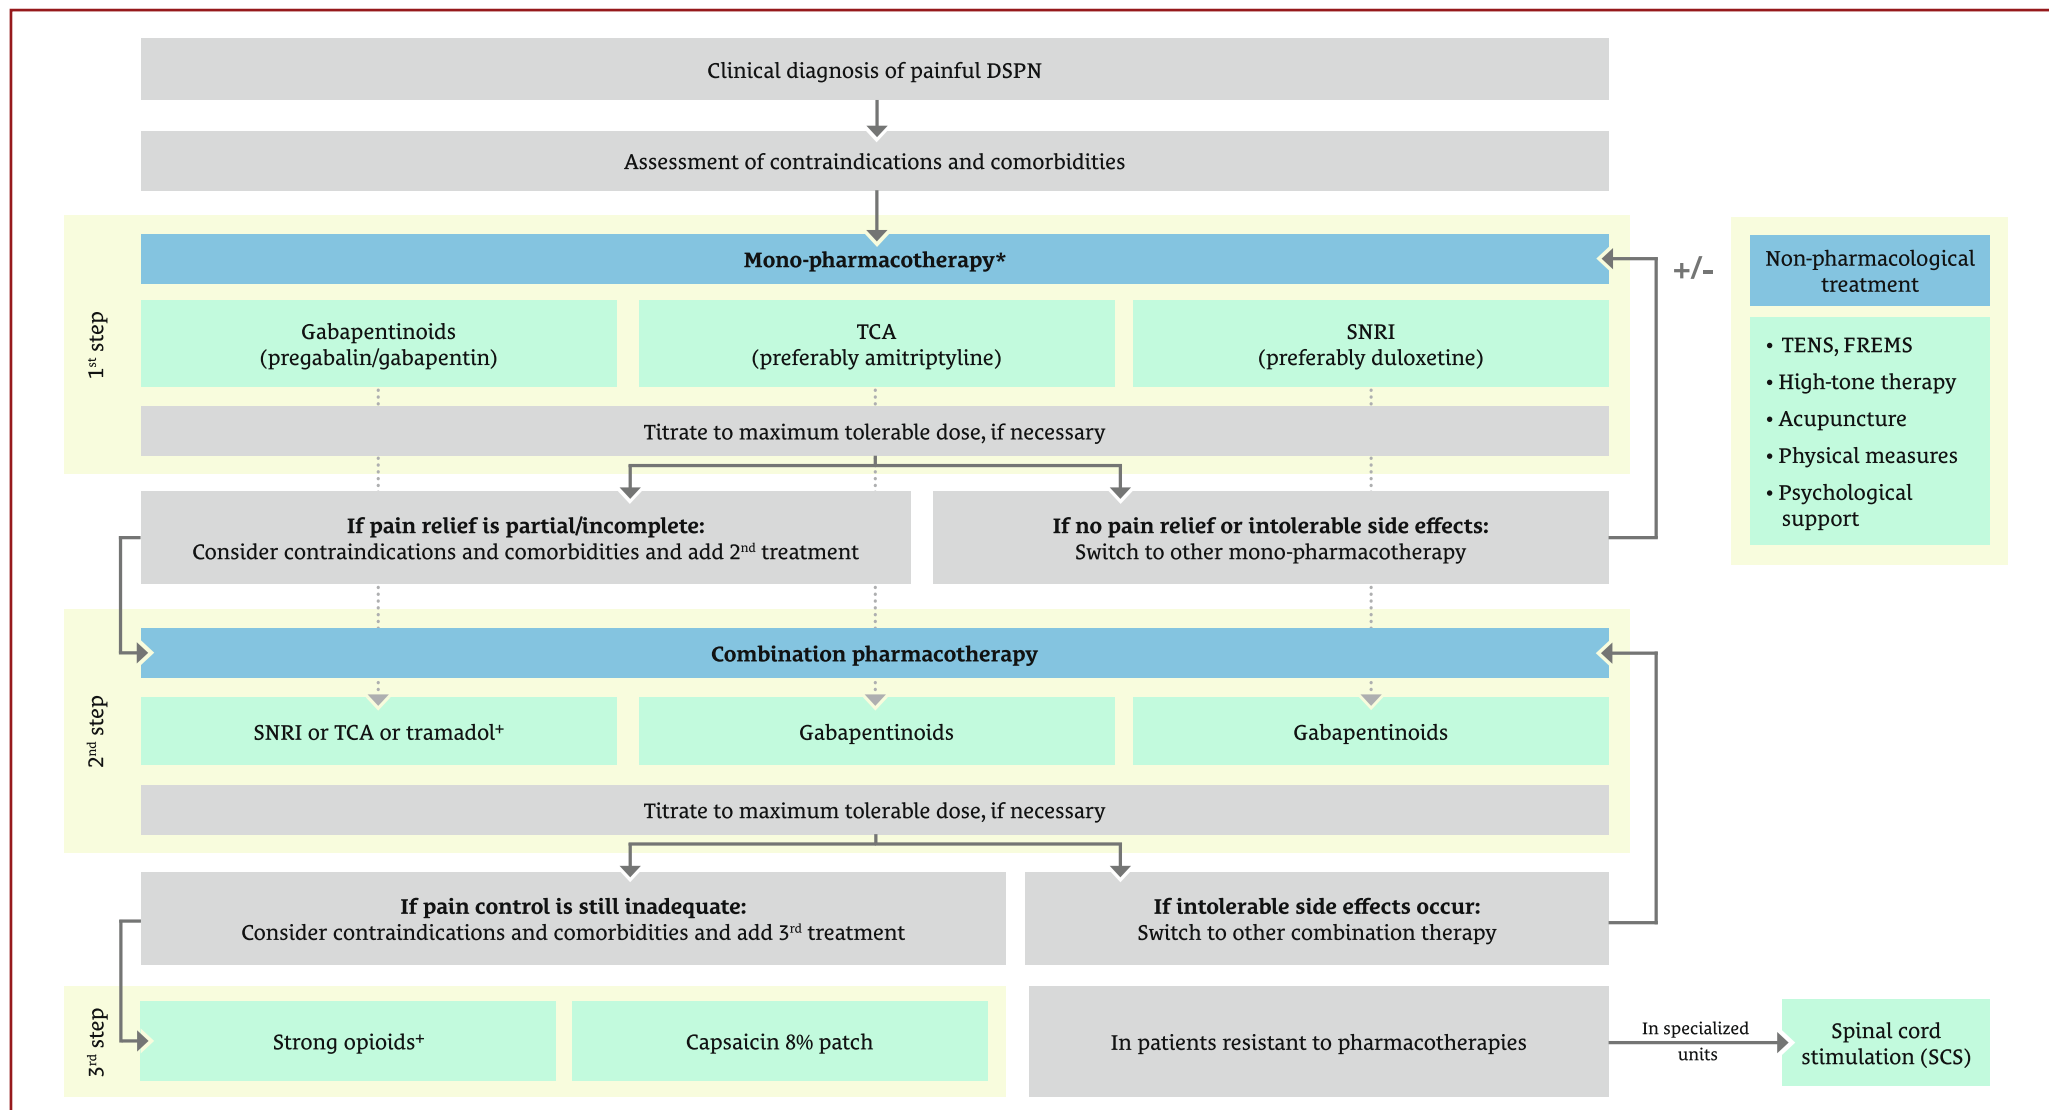 Clinical diagnosis of painful DSPN
Assessment of contraindications and comorbidities
1st step
Mono-pharmacotherapy*
Gabapentinoids
(pregabalin/gabapentin)
TCA
(preferably amitriptyline)
SNRI
(preferably duloxetine)
Titrate to maximum tolerable dose, if necessary
+/-
Non-pharmacological
treatment
• TENS, FREMS
• High-tone therapy
• Acupuncture
• Physical measures
• Psychological
support
If pain relief is partial/incomplete:
Consider contraindications and comorbidities and add 2nd treatment
If no pain relief or intolerable side effects:
Switch to other mono-pharmacotherapy
2nd step
Combination pharmacotherapy
SNRI or TCA or tramadol+
Gabapentinoids
Gabapentinoids
Titrate to maximum tolerable dose, if necessary
If pain control is still inadequate:
Consider contraindications and comorbidities and add 3rd treatment
If intolerable side effects occur:
Switch to other combination therapy
3rd step
Strong opioids+
Capsaicin 8% patch
In patients resistant to pharmacotherapies
In specialized
units
Spinal cord
stimulation (SCS)